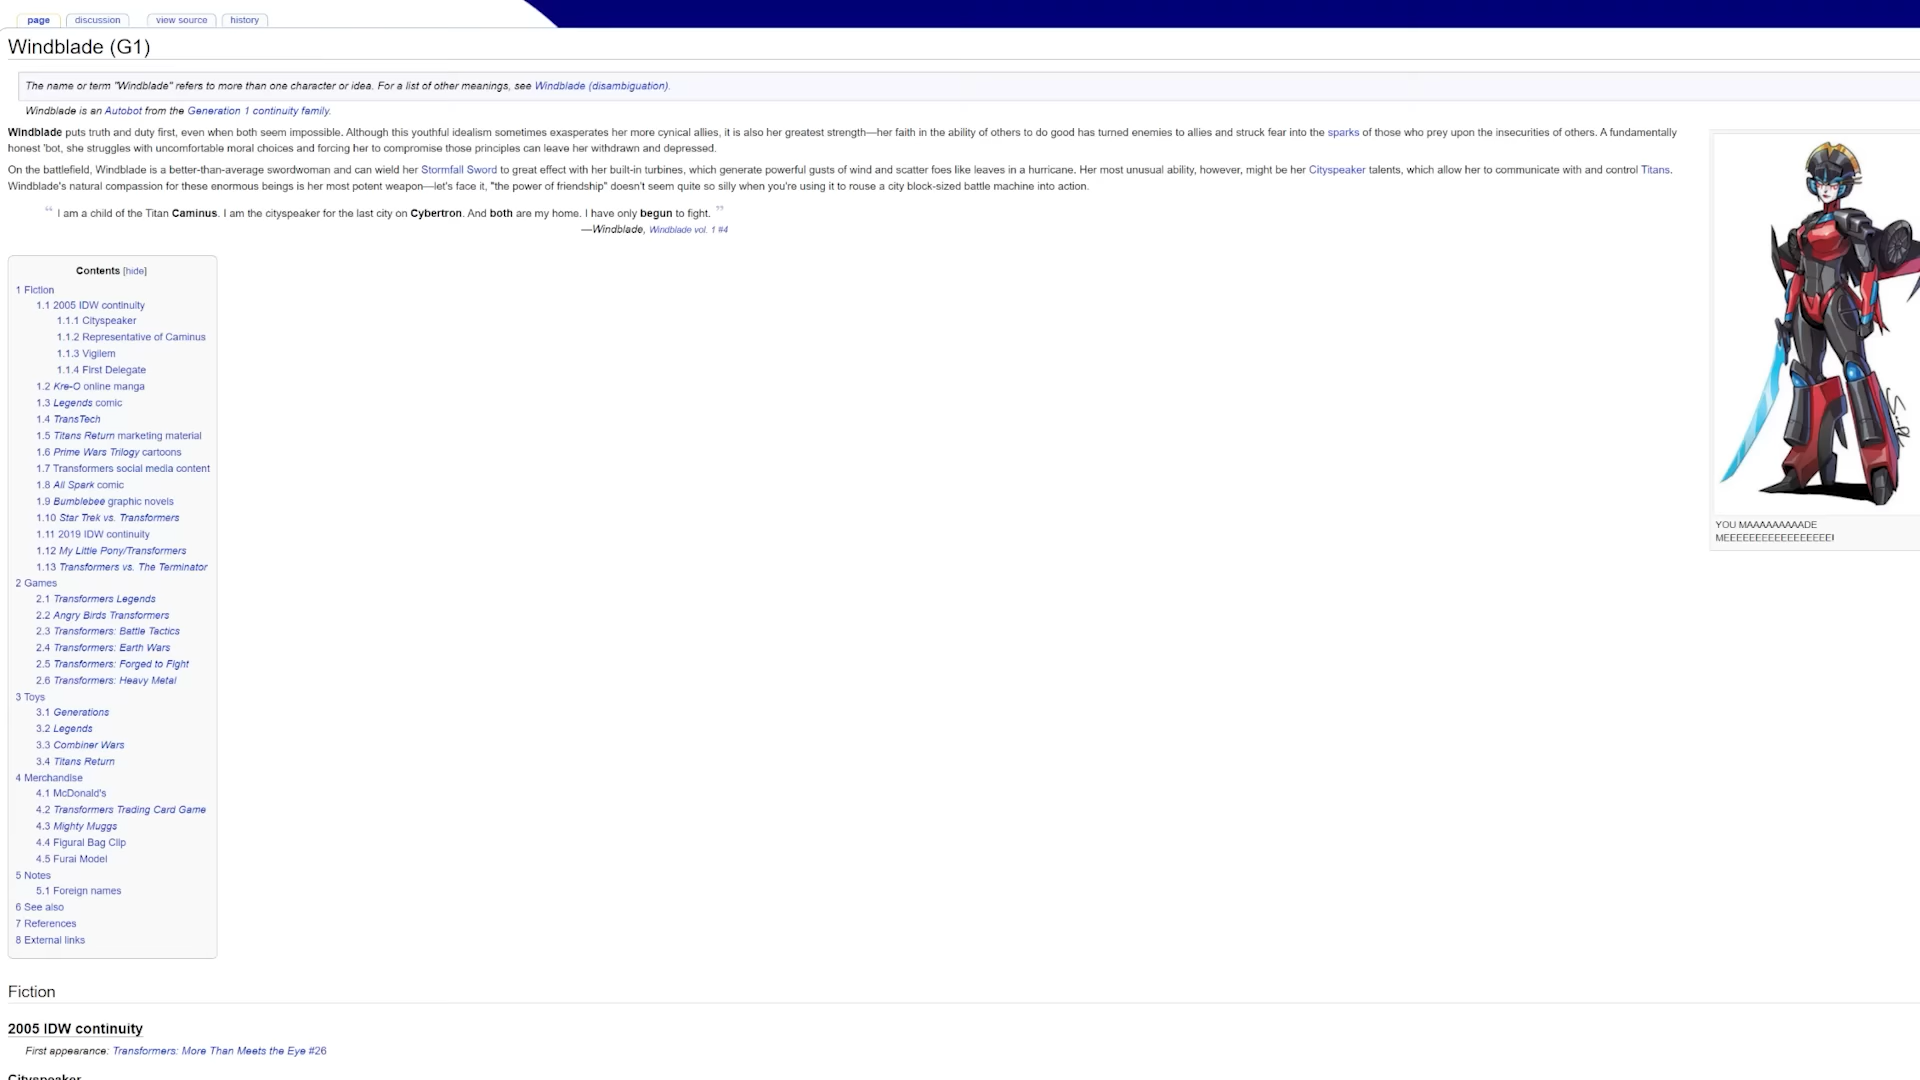 page
discussion
view source
history
Windblade (G1)
The name or term "Windblade" refers to more than one character or idea. For a list of other meanings, see Windblade (disambiguation).
Windblade is an Autobot from the Generation 1 continuity family.
Windblade puts truth and duty first, even when both seem impossible. Although this youthful idealism sometimes exasperates her more cynical allies, it is also her greatest strength—her faith in the ability of others to do good has turned enemies to allies and struck fear into the sparks of those who prey upon the insecurities of others. A fundamentally
honest 'bot, she struggles with uncomfortable moral choices and forcing her to compromise those principles can leave her withdrawn and depressed.
On the battlefield, Windblade is a better-than-average swordwoman and can wield her Stormfall Sword to great effect with her built-in turbines, which generate powerful gusts of wind and scatter foes like leaves in a hurricane. Her most unusual ability, however, might be her Cityspeaker talents, which allow her to communicate with and control Titans.
Windblade's natural compassion for these enormous beings is her most potent weapon—let's face it, "the power of friendship" doesn't seem quite so silly when you're using it to rouse a city block-sized battle machine into action.
“ I am a child of the Titan Caminus. I am the cityspeaker for the last city on Cybertron. And both are my home. I have only begun to fight. ”
—Windblade, Windblade vol. 1 #4
YOU MAAAAAAAAADE
MEEEEEEEEEEEEEEEEE!
Contents [hide]
1 Fiction
1.1 2005 IDW continuity
1.1.1 Cityspeaker
1.1.2 Representative of Caminus
1.1.3 Vigilem
1.1.4 First Delegate
1.2 Kre-O online manga
1.3 Legends comic
1.4 TransTech
1.5 Titans Return marketing material
1.6 Prime Wars Trilogy cartoons
1.7 Transformers social media content
1.8 All Spark comic
1.9 Bumblebee graphic novels
1.10 Star Trek vs. Transformers
1.11 2019 IDW continuity
1.12 My Little Pony/Transformers
1.13 Transformers vs. The Terminator
2 Games
2.1 Transformers Legends
2.2 Angry Birds Transformers
2.3 Transformers: Battle Tactics
2.4 Transformers: Earth Wars
2.5 Transformers: Forged to Fight
2.6 Transformers: Heavy Metal
3 Toys
3.1 Generations
3.2 Legends
3.3 Combiner Wars
3.4 Titans Return
4 Merchandise
4.1 McDonald's
4.2 Transformers Trading Card Game
4.3 Mighty Muggs
4.4 Figural Bag Clip
4.5 Furai Model
5 Notes
5.1 Foreign names
6 See also
7 References
8 External links
Fiction
2005 IDW continuity
First appearance: Transformers: More Than Meets the Eye #26
Cityspeaker